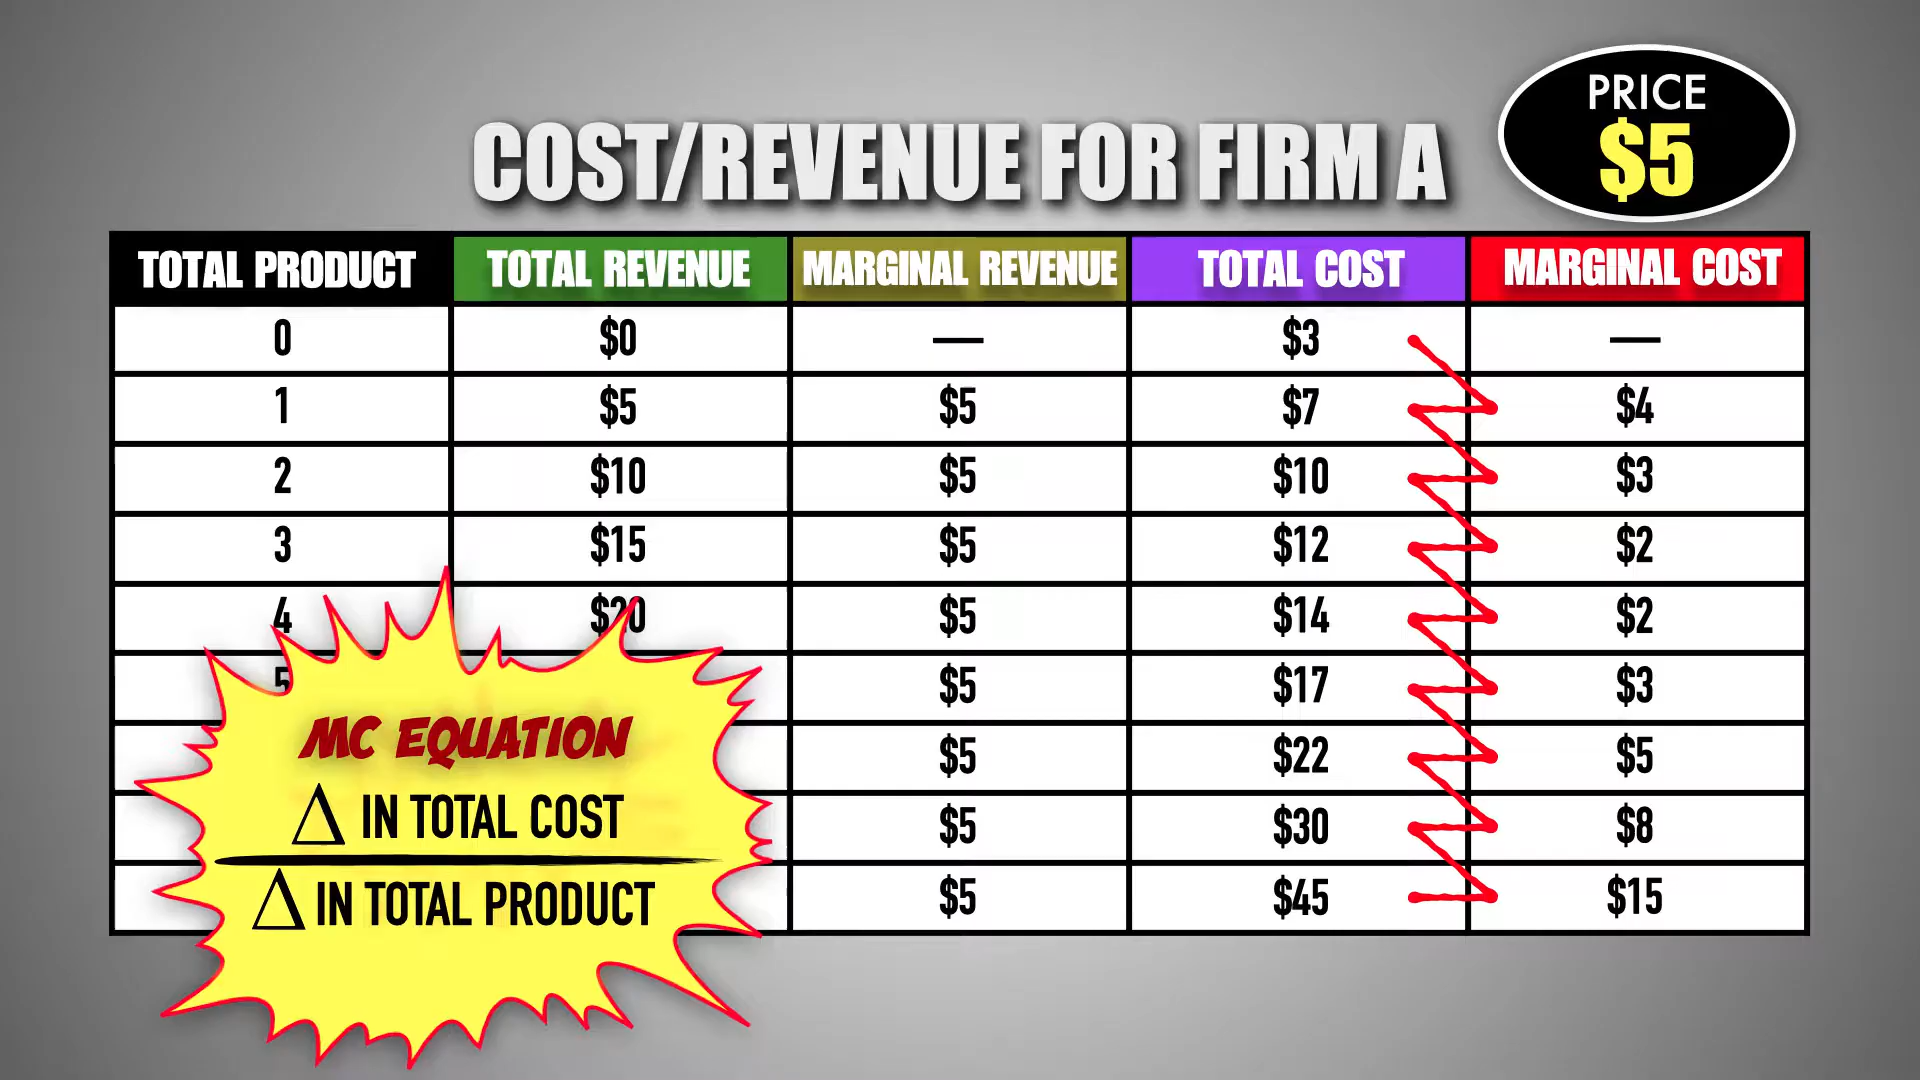 PRICE
$5
COST/REVENUE FOR FIRM A
TOTAL PRODUCT TOTAL REVENUE MARGINAL REVENUE TOTAL COST MARGINAL COST
0 $0 — $3 —
1 $5 $5 $7 $4
2 $10 $5 $10 $3
3 $15 $5 $12 $2
4 $20 $5 $14 $2
5 $5 $17 $3
$5 $22 $5
$5 $30 $8
$5 $45 $15
MC EQUATION
Δ IN TOTAL COST
Δ IN TOTAL PRODUCT